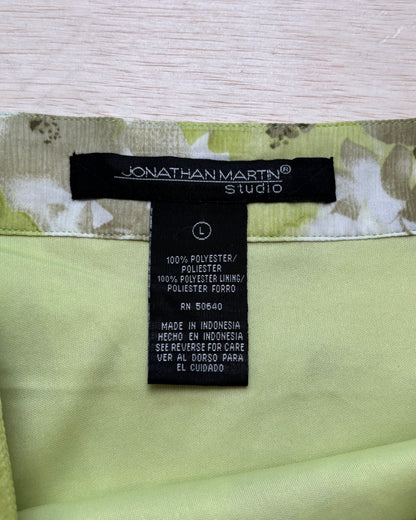 JONATHAN MARTIN®
studio
L
100% POLYESTER/
POLIESTER
100% POLYESTER LINING/
POLIESTER FORRO
RN 50640
MADE IN INDONESIA
HECHO EN INDONESIA
SEE REVERSE FOR CARE
VER AL DORSO PARA
EL CUIDADO